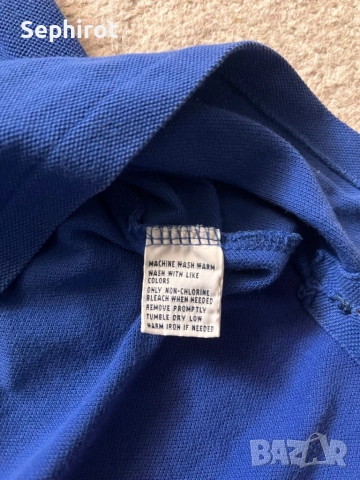 Sephirot
MACHINE WASH WARM
WASH WITH LIKE
COLORS
ONLY NON-CHLORINE
BLEACH WHEN NEEDED
REMOVE PROMPTLY
TUMBLE DRY LOW
WARM IRON IF NEEDED
BAZAR